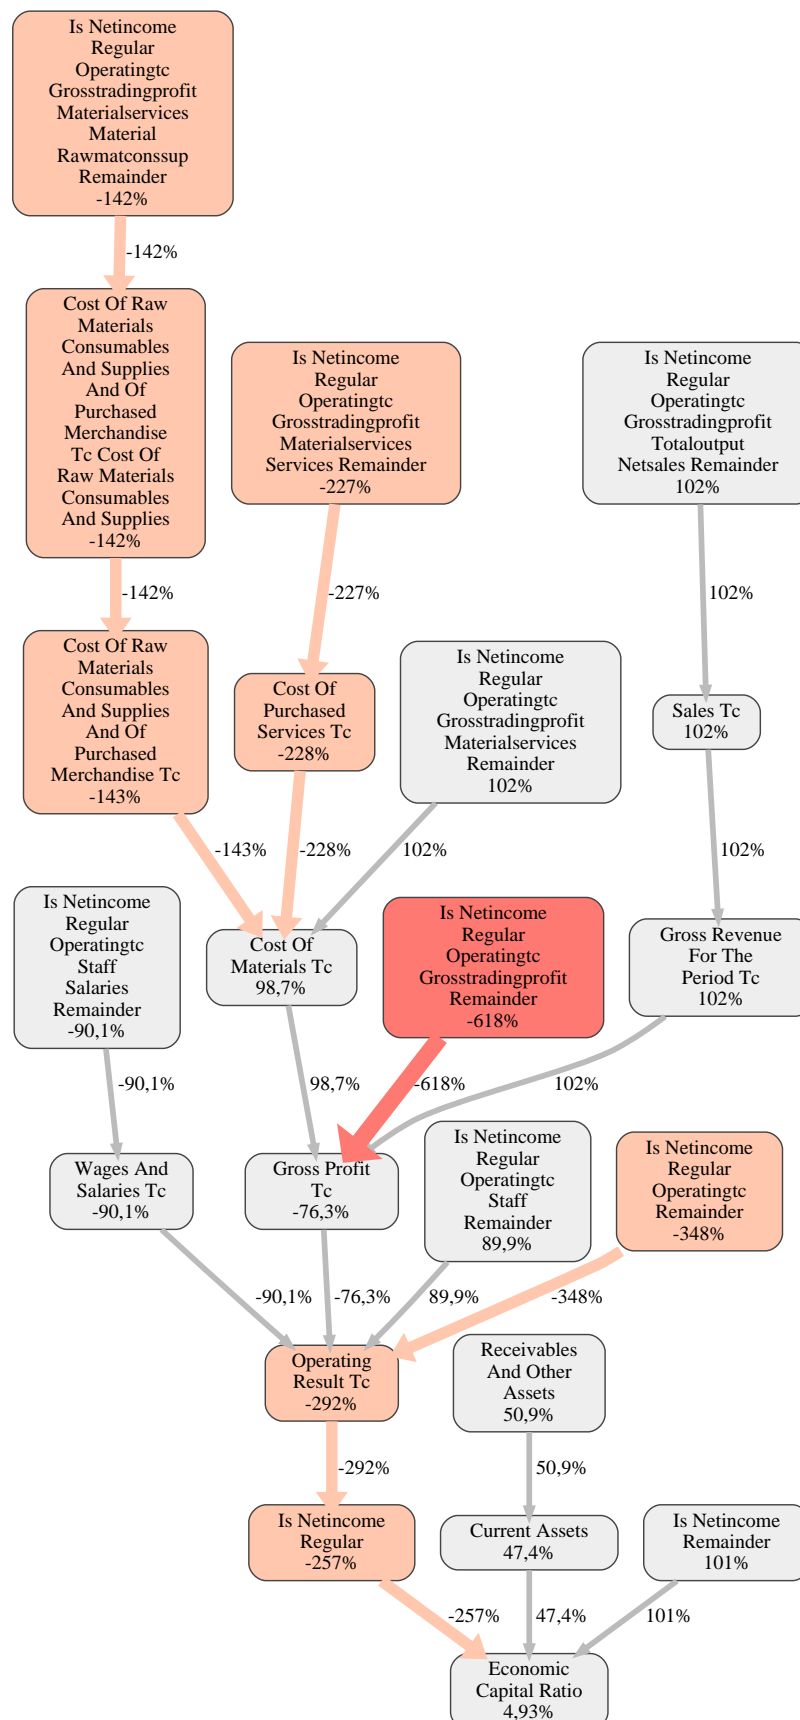 Is Netincome
Regular
Operatingtc
Grosstradingprofit
Materialservices
Material
Rawmatconssup
Remainder
-142%
-142%
Cost Of Raw
Materials
Consumables
And Supplies
And Of
Purchased
Merchandise
Tc Cost Of
Raw Materials
Consumables
And Supplies
-142%
Is Netincome
Regular
Operatingtc
Grosstradingprofit
Materialservices
Services Remainder
-227%
Is Netincome
Regular
Operatingtc
Grosstradingprofit
Totaloutput
Netsales Remainder
102%
-142%
-227%
102%
Cost Of Raw
Materials
Consumables
And Supplies
And Of
Purchased
Merchandise Tc
-143%
Cost Of
Purchased
Services Tc
-228%
Is Netincome
Regular
Operatingtc
Grosstradingprofit
Materialservices
Remainder
102%
Sales Tc
102%
-143%
-228%
102%
102%
Is Netincome
Regular
Operatingtc
Staff
Salaries
Remainder
-90,1%
Cost Of
Materials Tc
98,7%
Is Netincome
Regular
Operatingtc
Grosstradingprofit
Remainder
-618%
Gross Revenue
For The
Period Tc
102%
-90,1%
98,7%
-618%
102%
Wages And
Salaries Tc
-90,1%
Gross Profit
Tc
-76,3%
Is Netincome
Regular
Operatingtc
Staff
Remainder
89,9%
Is Netincome
Regular
Operatingtc
Remainder
-348%
-90,1%
-76,3%
89,9%
-348%
Operating
Result Tc
-292%
Receivables
And Other
Assets
50,9%
-292%
50,9%
Is Netincome
Regular
-257%
Current Assets
47,4%
Is Netincome
Remainder
101%
-257%
47,4%
101%
Economic
Capital Ratio
4,93%